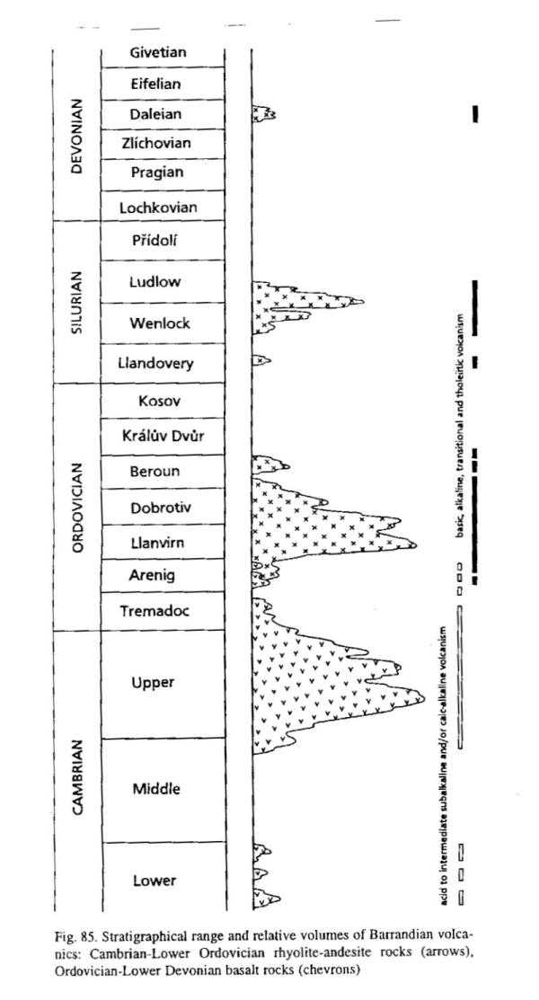 Givetian
Eifelian
Daleian
Zlíchovian
Pragian
Lochkovian
DEVONIAN
Přídolí
Ludlow
Wenlock
Llandovery
SILURIAN
Kosov
Králův Dvůr
Beroun
Dobrotiv
Llanvirn
Arenig
Tremadoc
ORDOVICIAN
Upper
Middle
Lower
CAMBRIAN
basic, alkaline, transitional and tholeiitic volcanism
acid to intermediate subalkaline and/or calc-alkaline volcanism
Fig. 85. Stratigraphical range and relative volumes of Barrandian volca-
nics: Cambrian-Lower Ordovician rhyolite-andesite rocks (arrows),
Ordovician-Lower Devonian basalt rocks (chevrons)